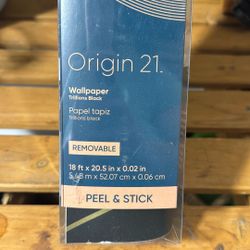 Origin 21™
Wallpaper
Trillions Black
Papel tapiz
Trillions black
REMOVABLE
18 ft x 20.5 in x 0.02 in
5.48 m x 52.07 cm x 0.06 cm
PEEL & STICK